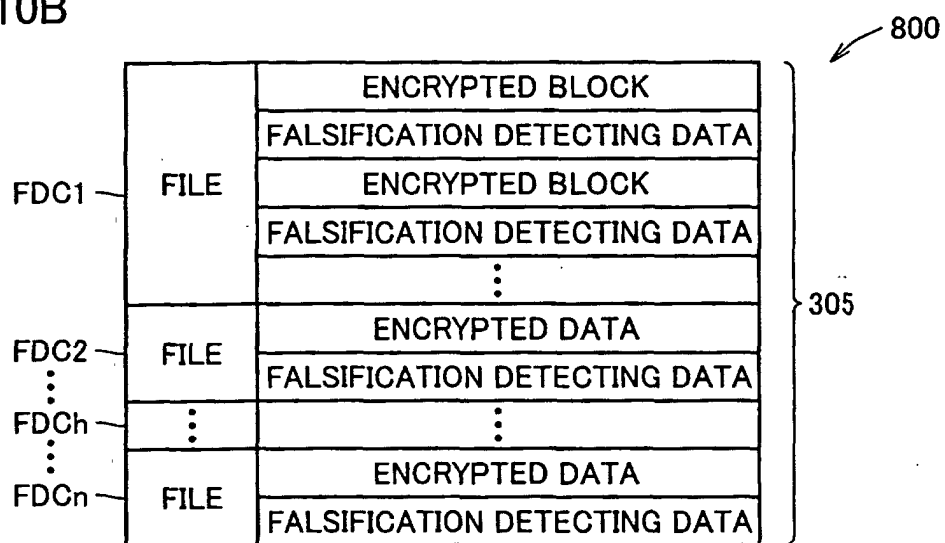 10B
800
ENCRYPTED BLOCK
FALSIFICATION DETECTING DATA
FDC1 FILE ENCRYPTED BLOCK
FALSIFICATION DETECTING DATA
305
ENCRYPTED DATA
FDC2 FILE
FALSIFICATION DETECTING DATA
FDCh
ENCRYPTED DATA
FDCn FILE
FALSIFICATION DETECTING DATA